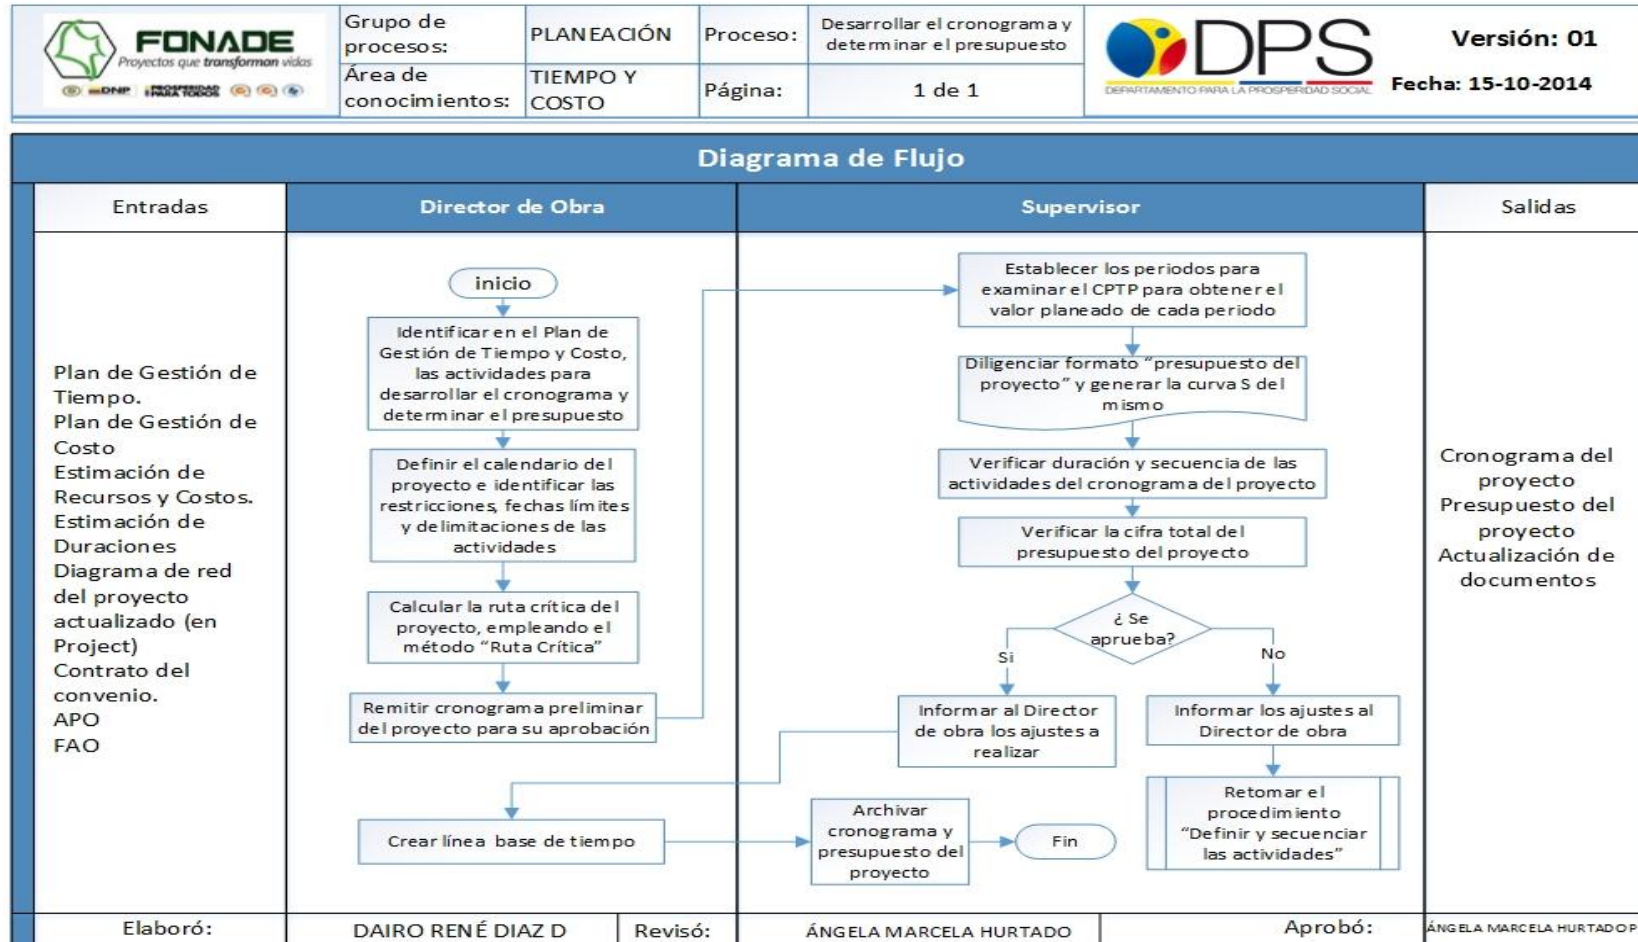 FONADE
Proyectos que transforman vidas
DNP
PROSPERIDAD
PARA TODOS
Grupo de
procesos:
PLANEACIÓN
Proceso:
Desarrollar el cronograma y
determinar el presupuesto
Área de
conocimientos:
TIEMPO Y
COSTO
Página:
1 de 1
DPS
DEPARTAMENTO PARA LA PROSPERIDAD SOCIAL
Versión: 01
Fecha: 15-10-2014
Diagrama de Flujo
Entradas
Director de Obra
Supervisor
Salidas
Plan de Gestión de
Tiempo.
Plan de Gestión de
Costo
Estimación de
Recursos y Costos.
Estimación de
Duraciones
Diagrama de red
del proyecto
actualizado (en
Project)
Contrato del
convenio.
APO
FAO
inicio
Identificar en el Plan de
Gestión de Tiempo y Costo,
las actividades para
desarrollar el cronograma y
determinar el presupuesto
Definir el calendario del
proyecto e identificar las
restricciones, fechas límites
y delimitaciones de las
actividades
Calcular la ruta crítica del
proyecto, empleando el
método “Ruta Crítica”
Remitir cronograma preliminar
del proyecto para su aprobación
Establecer los periodos para
examinar el CPTP para obtener el
valor planeado de cada periodo
Diligenciar formato “presupuesto del
proyecto” y generar la curva S del
mismo
Verificar duración y secuencia de las
actividades del cronograma del proyecto
Verificar la cifra total del
presupuesto del proyecto
¿ Se
aprueba?
Si
No
Informar al Director
de obra los ajustes a
realizar
Informar los ajustes al
Director de obra
Retomar el
procedimiento
“Definir y secuenciar
las actividades”
Crear línea base de tiempo
Archivar
cronograma y
presupuesto del
proyecto
Fin
Cronograma del
proyecto
Presupuesto del
proyecto
Actualización de
documentos
Elaboró:
DAIRO RENÉ DIAZ D
Revisó:
ÁNGELA MARCELA HURTADO
Aprobó:
ÁNGELA MARCELA HURTADO P